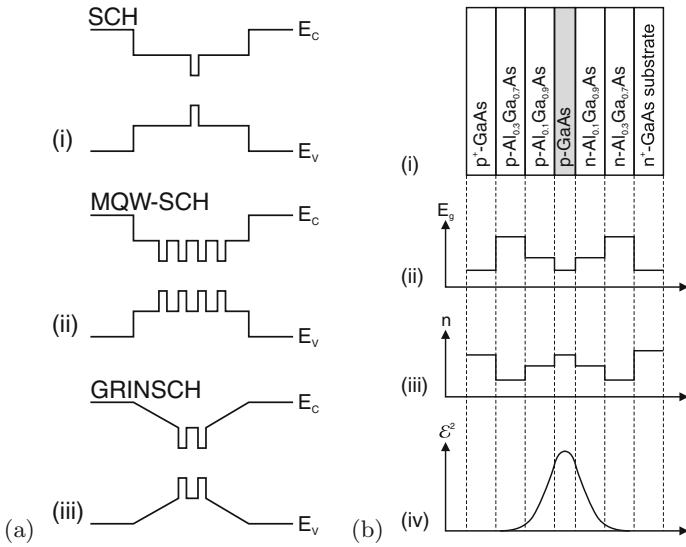 SCH
E_C
(i)
E_V
MQW-SCH
E_C
(ii)
E_V
GRINSCH
E_C
(iii)
E_V
(a)
p⁺-GaAs
p-Al₀.₃Ga₀.₇As
p-Al₀.₁Ga₀.₉As
p-GaAs
n-Al₀.₁Ga₀.₉As
n-Al₀.₃Ga₀.₇As
n⁺-GaAs substrate
(i)
E_g
(ii)
n
(iii)
ℰ²
(iv)
(b)